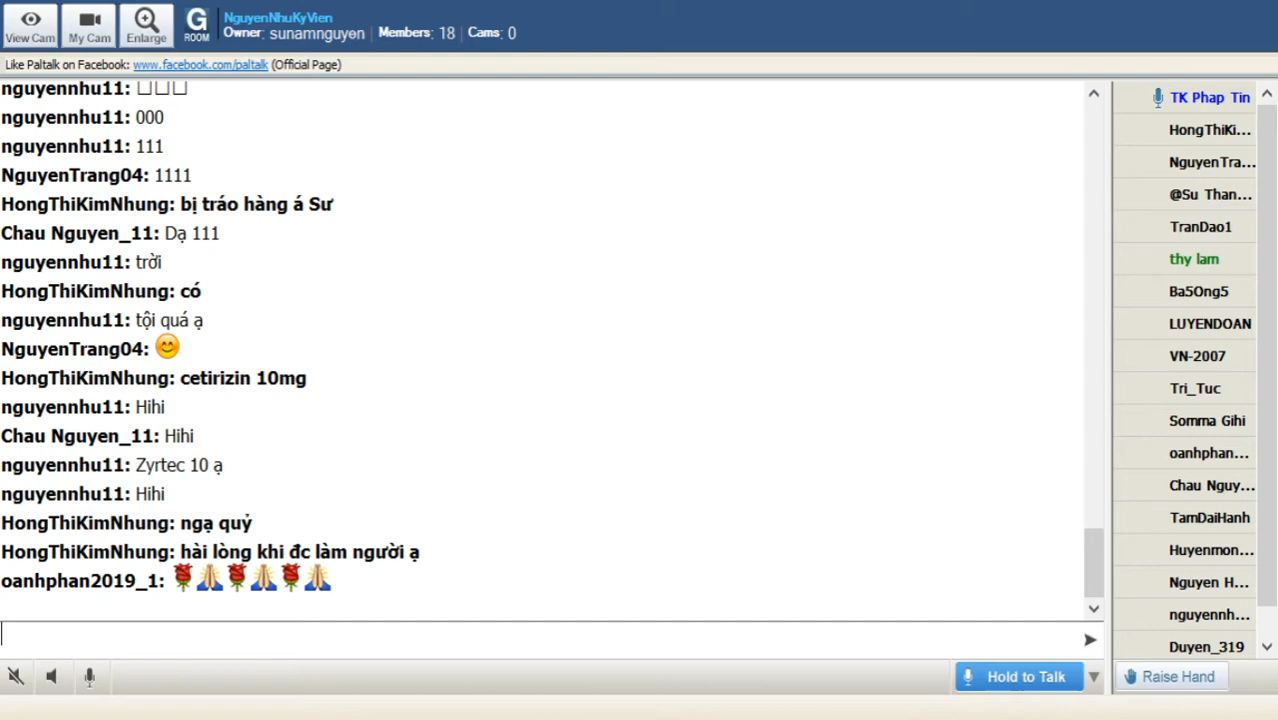 View Cam
My Cam
Enlarge
G
ROOM
NguyenNhuKyVien
Owner: sunamnguyen | Members: 18 | Cams: 0
Like Paltalk on Facebook: www.facebook.com/paltalk (Official Page)
nguyennhu11: □□□
nguyennhu11: 000
nguyennhu11: 111
NguyenTrang04: 1111
HongThiKimNhung: bị tráo hàng á Sư
Chau Nguyen_11: Dạ 111
nguyennhu11: trời
HongThiKimNhung: có
nguyennhu11: tội quá ạ
NguyenTrang04: 😊
HongThiKimNhung: cetirizin 10mg
nguyennhu11: Hihi
Chau Nguyen_11: Hihi
nguyennhu11: Zyrtec 10 ạ
nguyennhu11: Hihi
HongThiKimNhung: ngạ quỷ
HongThiKimNhung: hài lòng khi đc làm người ạ
oanhphan2019_1: 🌹🙏🌹🙏🌹🙏
TK Phap Tin
HongThiKi...
NguyenTra...
@Su Than...
TranDao1
thy lam
Ba5Ong5
LUYENDOAN
VN-2007
Tri_Tuc
Somma Gihi
oanhphan...
Chau Nguy...
TamDaiHanh
Huyenmon...
Nguyen H...
nguyennh...
Duyen_319
Hold to Talk
Raise Hand